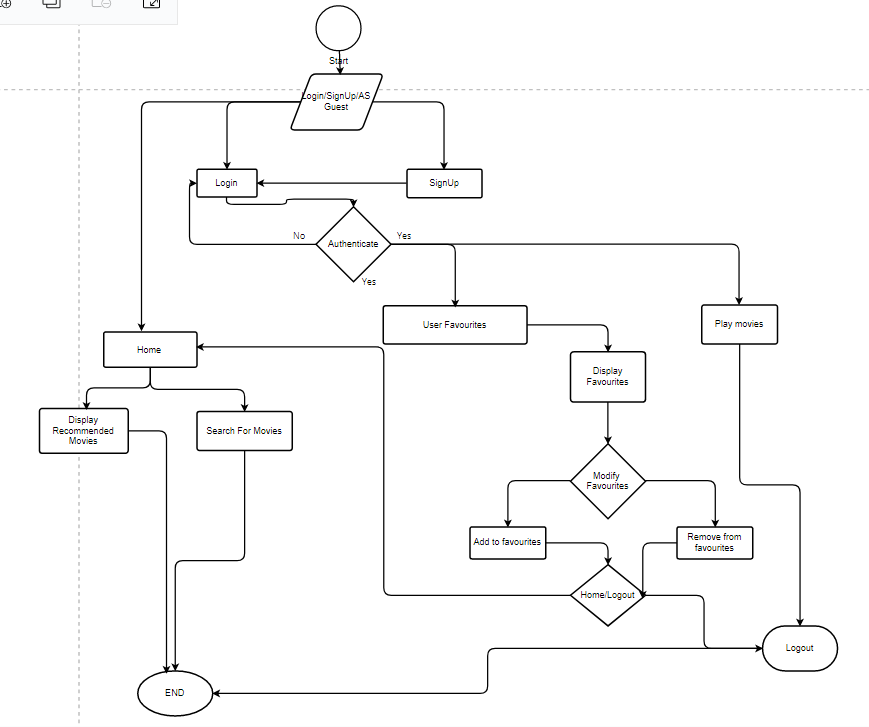 Start
Login/SignUp/AS
Guest
Login
SignUp
No
Authenticate
Yes
Yes
User Favourites
Play movies
Home
Display
Favourites
Display
Recommended
Movies
Search For Movies
Modify
Favourites
Add to favourites
Remove from
favourites
Home/Logout
Logout
END